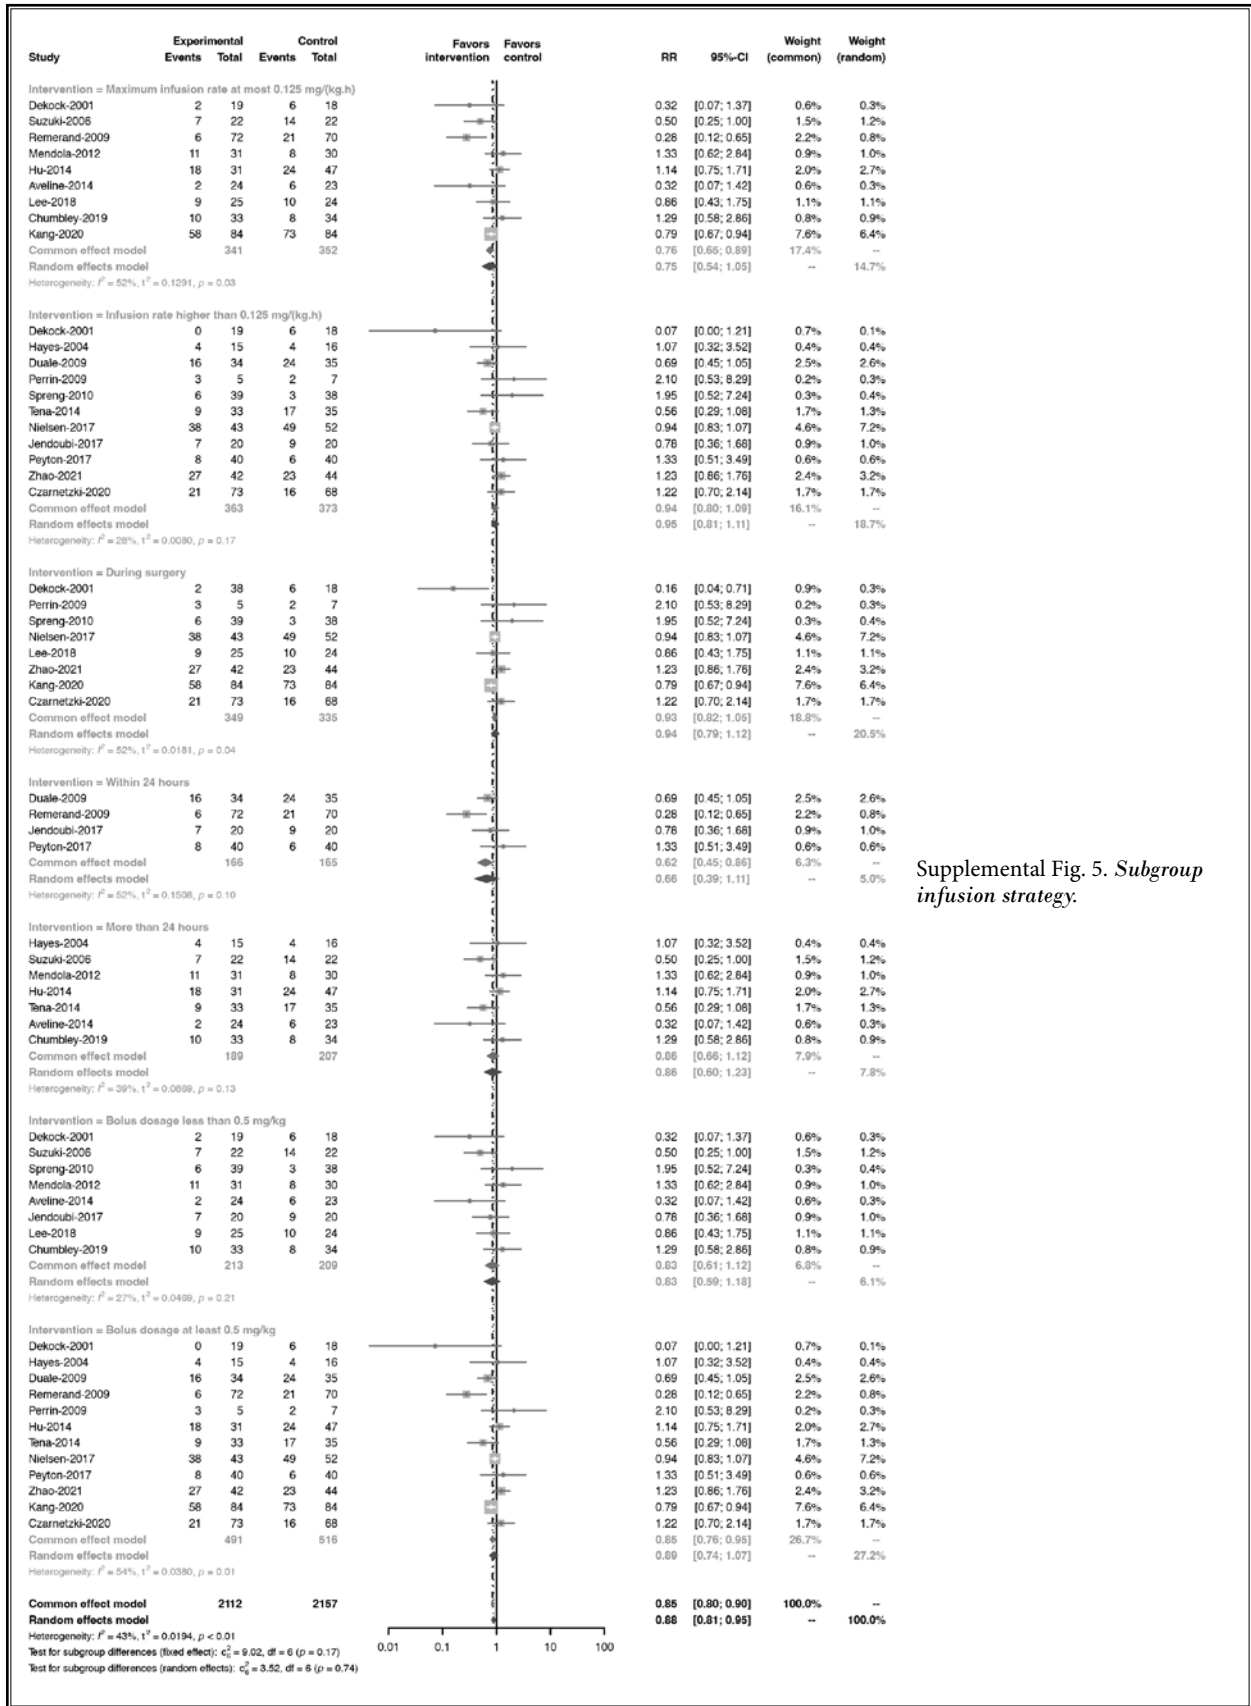 Experimental Control Favors Favors Weight Weight
Study Events Total Events Total intervention control RR 95%-CI (common) (random)
Intervention = Maximum infusion rate at most 0.125 mg/(kg.h)
Dekock-2001 2 19 6 18 0.32 [0.07; 1.37] 0.6% 0.3%
Suzuki-2006 7 22 14 22 0.50 [0.25; 1.00] 1.5% 1.2%
Remerand-2009 6 72 21 70 0.28 [0.12; 0.65] 2.2% 0.8%
Mendola-2012 11 31 8 30 1.33 [0.62; 2.84] 0.9% 1.0%
Hu-2014 18 31 24 47 1.14 [0.75; 1.71] 2.0% 2.7%
Aveline-2014 2 24 6 23 0.32 [0.07; 1.42] 0.6% 0.3%
Lee-2018 9 25 10 24 0.86 [0.43; 1.75] 1.1% 1.1%
Chumbley-2019 10 33 8 34 1.29 [0.58; 2.86] 0.8% 0.9%
Kang-2020 58 84 73 84 0.79 [0.67; 0.94] 7.6% 6.4%
Common effect model 341 352 0.76 [0.65; 0.89] 17.4% --
Random effects model 0.75 [0.54; 1.05] -- 14.7%
Heterogeneity: I² = 52%, τ² = 0.1291, p = 0.03
Intervention = Infusion rate higher than 0.125 mg/(kg.h)
Dekock-2001 0 19 6 18 0.07 [0.00; 1.21] 0.7% 0.1%
Hayes-2004 4 15 4 16 1.07 [0.32; 3.52] 0.4% 0.4%
Duale-2009 16 34 24 35 0.69 [0.45; 1.05] 2.5% 2.6%
Perrin-2009 3 5 2 7 2.10 [0.53; 8.29] 0.2% 0.3%
Spreng-2010 6 39 3 38 1.95 [0.52; 7.24] 0.3% 0.4%
Tena-2014 9 33 17 35 0.56 [0.29; 1.08] 1.7% 1.3%
Nielsen-2017 38 43 49 52 0.94 [0.83; 1.07] 4.6% 7.2%
Jendoubi-2017 7 20 9 20 0.78 [0.36; 1.68] 0.9% 1.0%
Peyton-2017 8 40 6 40 1.33 [0.51; 3.49] 0.6% 0.6%
Zhao-2021 27 42 23 44 1.23 [0.86; 1.76] 2.4% 3.2%
Czarnetzki-2020 21 73 16 68 1.22 [0.70; 2.14] 1.7% 1.7%
Common effect model 363 373 0.94 [0.80; 1.09] 16.1% --
Random effects model 0.95 [0.81; 1.11] -- 18.7%
Heterogeneity: I² = 28%, τ² = 0.0080, p = 0.17
Intervention = During surgery
Dekock-2001 2 38 6 18 0.16 [0.04; 0.71] 0.9% 0.3%
Perrin-2009 3 5 2 7 2.10 [0.53; 8.29] 0.2% 0.3%
Spreng-2010 6 39 3 38 1.95 [0.52; 7.24] 0.3% 0.4%
Nielsen-2017 38 43 49 52 0.94 [0.83; 1.07] 4.6% 7.2%
Lee-2018 9 25 10 24 0.86 [0.43; 1.75] 1.1% 1.1%
Zhao-2021 27 42 23 44 1.23 [0.86; 1.76] 2.4% 3.2%
Kang-2020 58 84 73 84 0.79 [0.67; 0.94] 7.6% 6.4%
Czarnetzki-2020 21 73 16 68 1.22 [0.70; 2.14] 1.7% 1.7%
Common effect model 349 335 0.93 [0.82; 1.05] 18.8% --
Random effects model 0.94 [0.79; 1.12] -- 20.5%
Heterogeneity: I² = 52%, τ² = 0.0181, p = 0.04
Intervention = Within 24 hours
Duale-2009 16 34 24 35 0.69 [0.45; 1.05] 2.5% 2.6%
Remerand-2009 6 72 21 70 0.28 [0.12; 0.65] 2.2% 0.8%
Jendoubi-2017 7 20 9 20 0.78 [0.36; 1.68] 0.9% 1.0%
Peyton-2017 8 40 6 40 1.33 [0.51; 3.49] 0.6% 0.6%
Common effect model 166 165 0.62 [0.45; 0.86] 6.3% --
Random effects model 0.66 [0.39; 1.11] -- 5.0%
Heterogeneity: I² = 52%, τ² = 0.1506, p = 0.10
Supplemental Fig. 5. Subgroup
infusion strategy.
Intervention = More than 24 hours
Hayes-2004 4 15 4 16 1.07 [0.32; 3.52] 0.4% 0.4%
Suzuki-2006 7 22 14 22 0.50 [0.25; 1.00] 1.5% 1.2%
Mendola-2012 11 31 8 30 1.33 [0.62; 2.84] 0.9% 1.0%
Hu-2014 18 31 24 47 1.14 [0.75; 1.71] 2.0% 2.7%
Tena-2014 9 33 17 35 0.56 [0.29; 1.08] 1.7% 1.3%
Aveline-2014 2 24 6 23 0.32 [0.07; 1.42] 0.6% 0.3%
Chumbley-2019 10 33 8 34 1.29 [0.58; 2.86] 0.8% 0.9%
Common effect model 189 207 0.86 [0.66; 1.12] 7.9% --
Random effects model 0.86 [0.60; 1.23] -- 7.8%
Heterogeneity: I² = 39%, τ² = 0.0869, p = 0.13
Intervention = Bolus dosage less than 0.5 mg/kg
Dekock-2001 2 19 6 18 0.32 [0.07; 1.37] 0.6% 0.3%
Suzuki-2006 7 22 14 22 0.50 [0.25; 1.00] 1.5% 1.2%
Spreng-2010 6 39 3 38 1.95 [0.52; 7.24] 0.3% 0.4%
Mendola-2012 11 31 8 30 1.33 [0.62; 2.84] 0.9% 1.0%
Aveline-2014 2 24 6 23 0.32 [0.07; 1.42] 0.6% 0.3%
Jendoubi-2017 7 20 9 20 0.78 [0.36; 1.68] 0.9% 1.0%
Lee-2018 9 25 10 24 0.86 [0.43; 1.75] 1.1% 1.1%
Chumbley-2019 10 33 8 34 1.29 [0.58; 2.86] 0.8% 0.9%
Common effect model 213 209 0.83 [0.61; 1.12] 6.8% --
Random effects model 0.83 [0.59; 1.18] -- 6.1%
Heterogeneity: I² = 27%, τ² = 0.0469, p = 0.21
Intervention = Bolus dosage at least 0.5 mg/kg
Dekock-2001 0 19 6 18 0.07 [0.00; 1.21] 0.7% 0.1%
Hayes-2004 4 15 4 16 1.07 [0.32; 3.52] 0.4% 0.4%
Duale-2009 16 34 24 35 0.69 [0.45; 1.05] 2.5% 2.6%
Remerand-2009 6 72 21 70 0.28 [0.12; 0.65] 2.2% 0.8%
Perrin-2009 3 5 2 7 2.10 [0.53; 8.29] 0.2% 0.3%
Hu-2014 18 31 24 47 1.14 [0.75; 1.71] 2.0% 2.7%
Tena-2014 9 33 17 35 0.56 [0.29; 1.08] 1.7% 1.3%
Nielsen-2017 38 43 49 52 0.94 [0.83; 1.07] 4.6% 7.2%
Peyton-2017 8 40 6 40 1.33 [0.51; 3.49] 0.6% 0.6%
Zhao-2021 27 42 23 44 1.23 [0.86; 1.76] 2.4% 3.2%
Kang-2020 58 84 73 84 0.79 [0.67; 0.94] 7.6% 6.4%
Czarnetzki-2020 21 73 16 68 1.22 [0.70; 2.14] 1.7% 1.7%
Common effect model 491 516 0.85 [0.76; 0.95] 26.7% --
Random effects model 0.89 [0.74; 1.07] -- 27.2%
Heterogeneity: I² = 54%, τ² = 0.0380, p = 0.01
Common effect model 2112 2157 0.85 [0.80; 0.90] 100.0% --
Random effects model 0.88 [0.81; 0.95] -- 100.0%
Heterogeneity: I² = 43%, τ² = 0.0194, p < 0.01
0.01 0.1 1 10 100
Test for subgroup differences (fixed effect): c²₆ = 9.02, df = 6 (p = 0.17)
Test for subgroup differences (random effects): c²₆ = 3.52, df = 6 (p = 0.74)